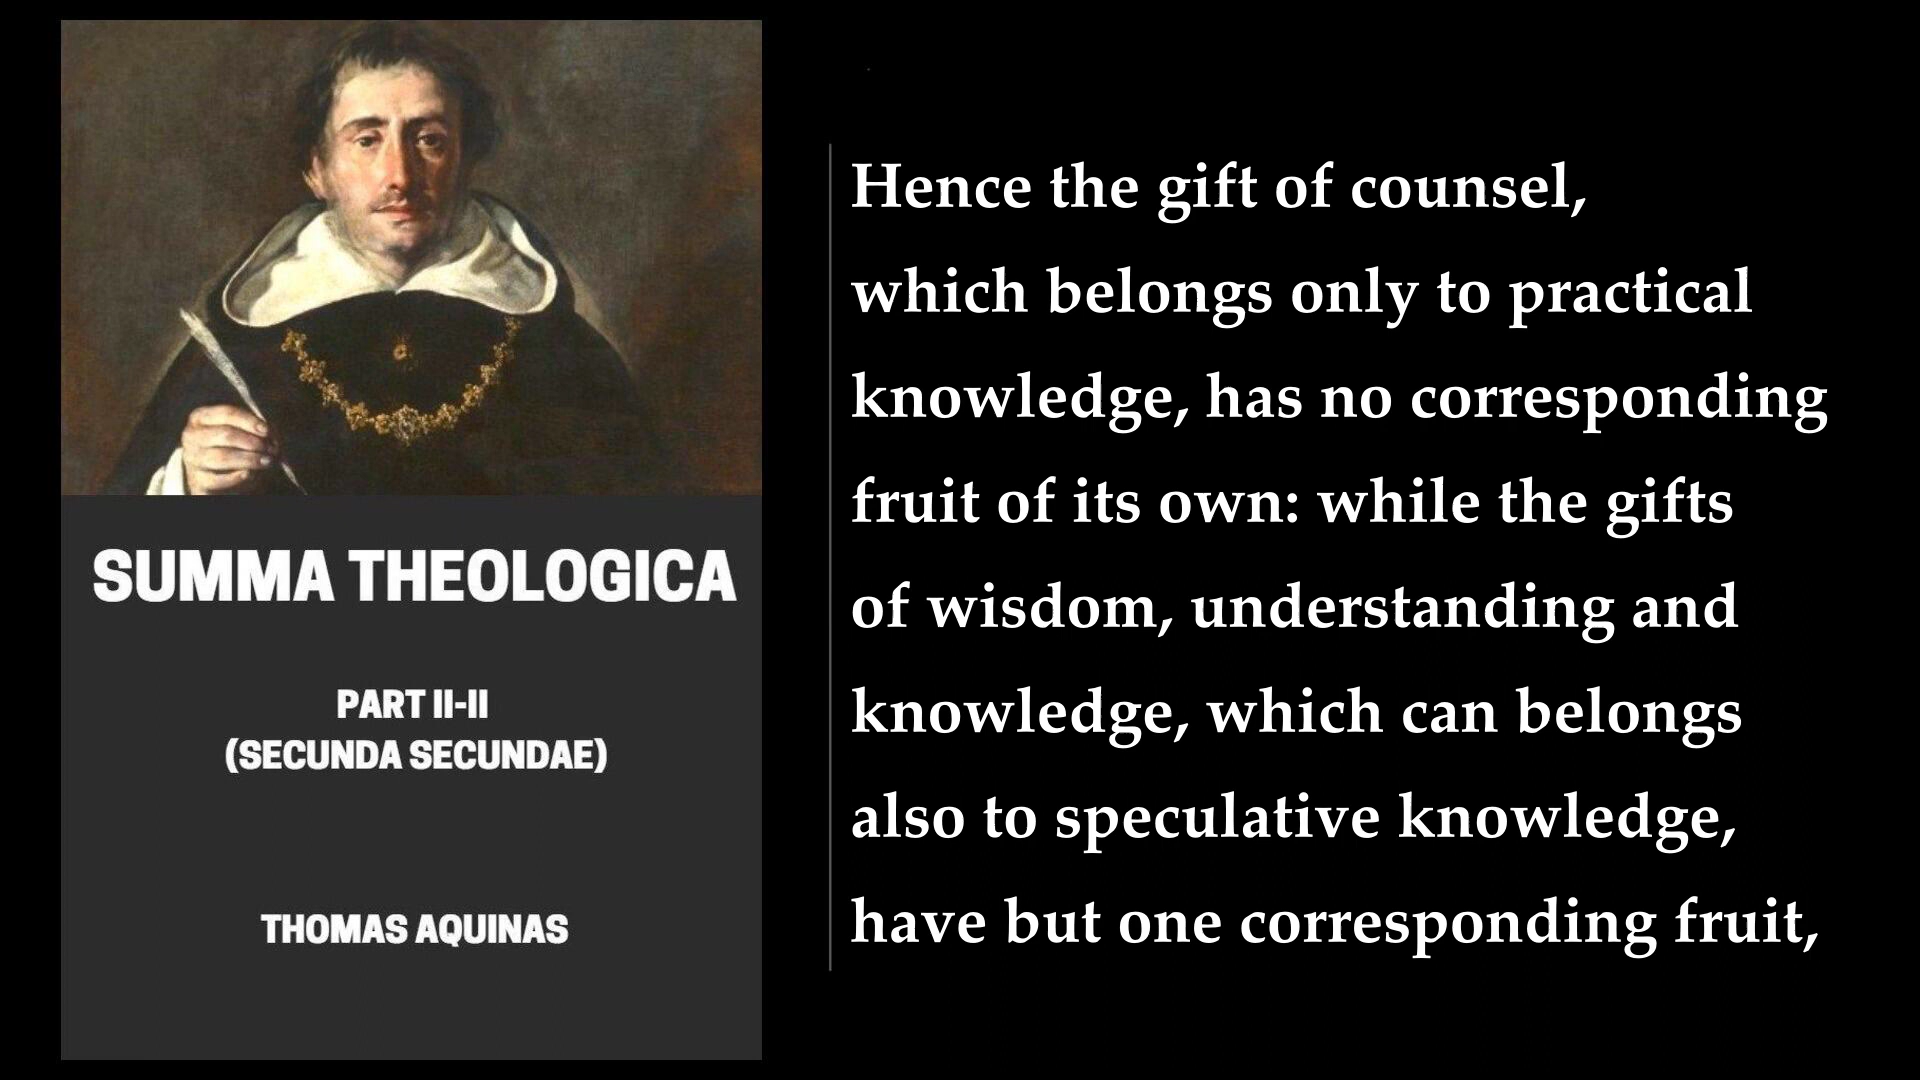 SUMMA THEOLOGICA
PART II-II
(SECUNDA SECUNDAE)
THOMAS AQUINAS
Hence the gift of counsel,
which belongs only to practical
knowledge, has no corresponding
fruit of its own: while the gifts
of wisdom, understanding and
knowledge, which can belongs
also to speculative knowledge,
have but one corresponding fruit,